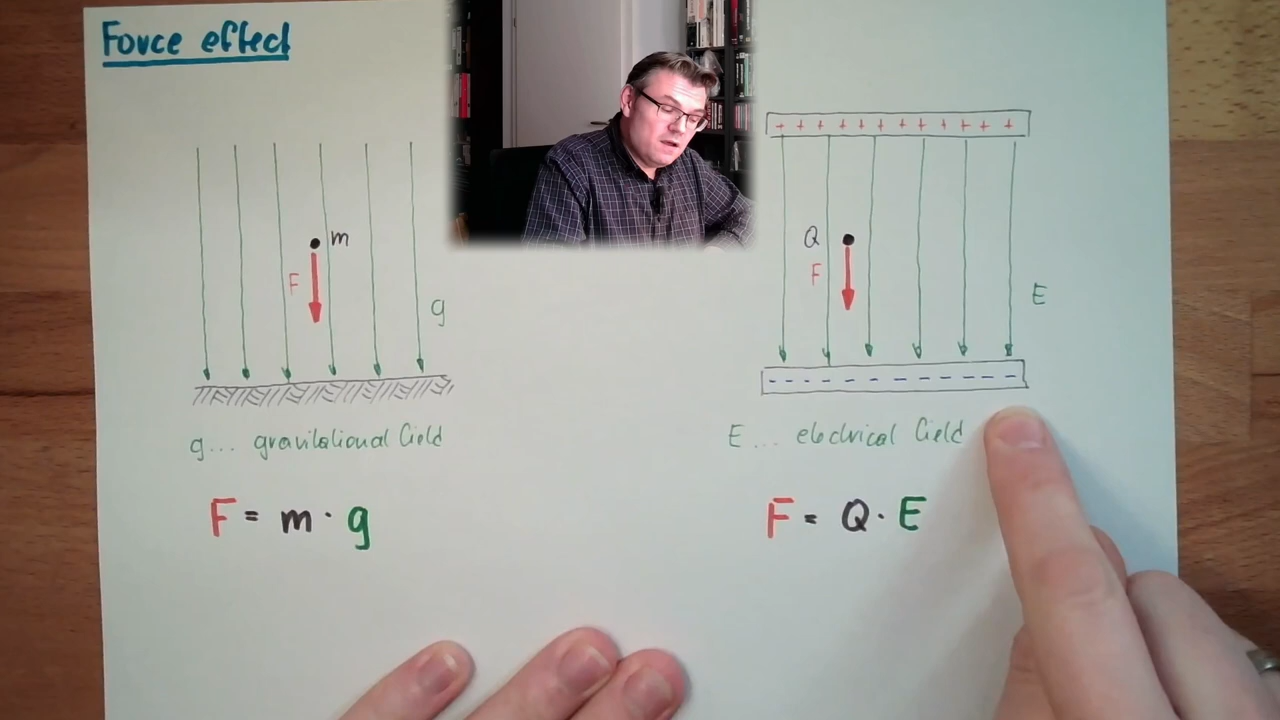 Force effect
m
F
g
g... gravitational field
F = m · g
+ + + + + + + + + + + +
Q
F
E
- - - - - - - - - - - - -
E ... electrical field
F = Q · E